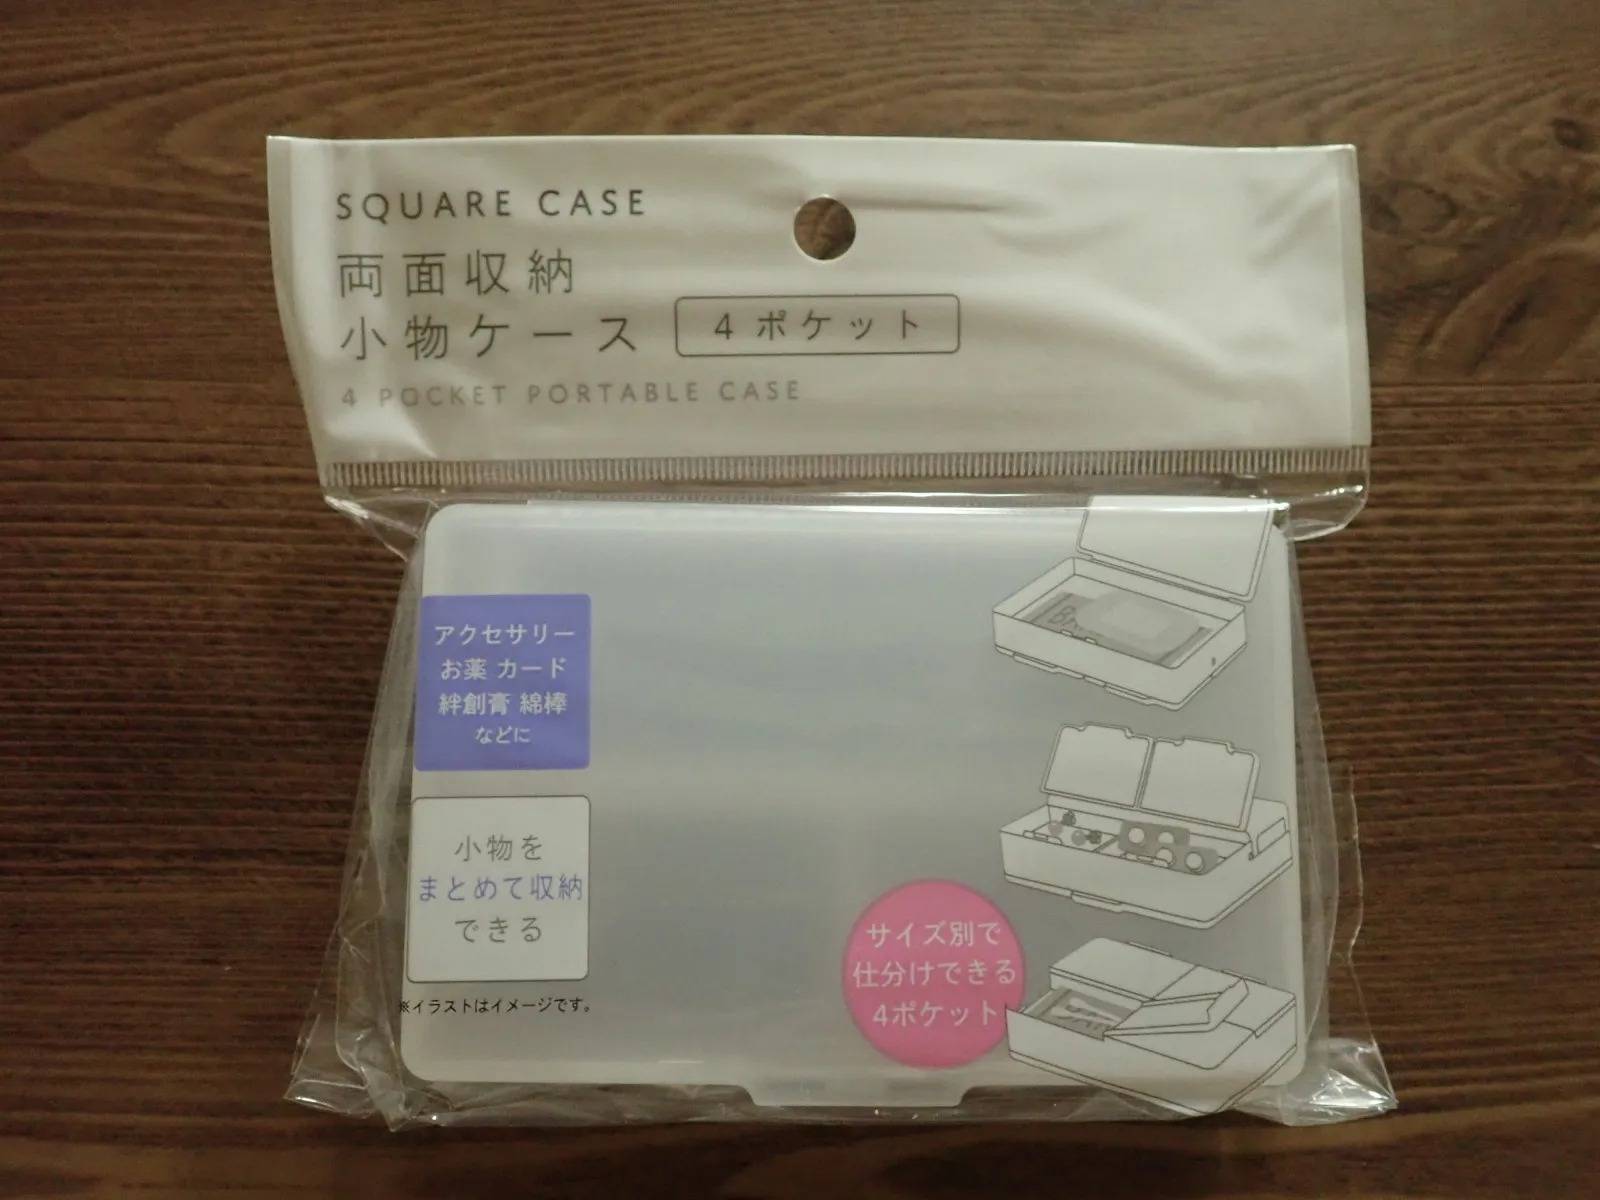 SQUARE CASE
両面収納
小物ケース
4ポケット
4 POCKET PORTABLE CASE
アクセサリー
お薬 カード
絆創膏 綿棒
などに
小物を
まとめて収納
できる
※イラストはイメージです。
サイズ別で
仕分けできる
4ポケット